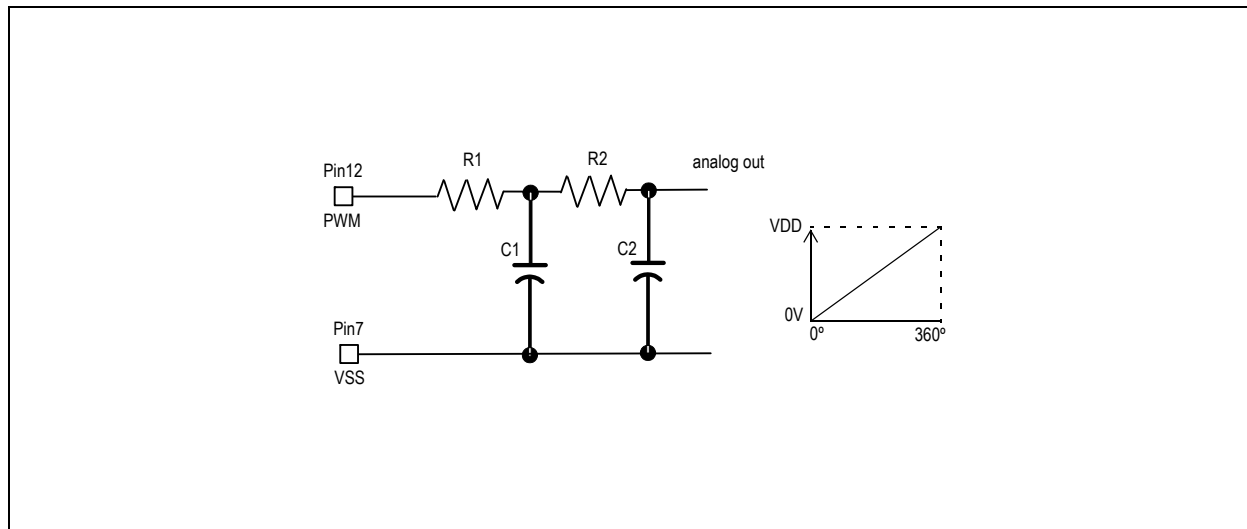 R1
R2
analog out
Pin12
PWM
C1
C2
VDD
0V
0º
360º
Pin7
VSS